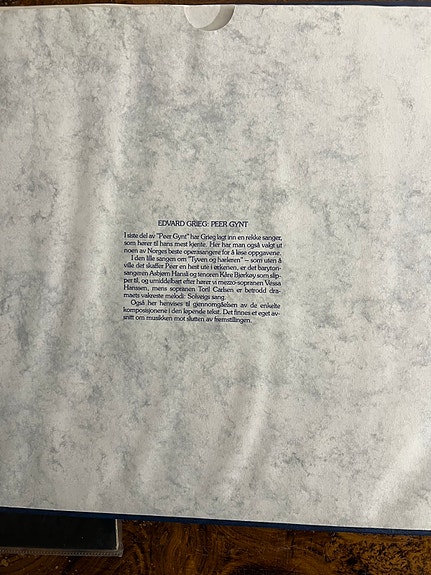 EDVARD GRIEG: PEER GYNT
I siste del av "Peer Gynt" har Grieg lagt inn en rekke sanger,
som hører til hans mest kjente. Her har man også valgt ut
noen av Norges beste operasangere for å løse oppgavene.
I den lille sangen om "Tyven og hæleren" – som uten å
ville det skaffer Peer en hest ute i ørkenen, er det baryton-
sangeren Asbjørn Hansli og tenoren Kåre Bjørkøy som slip-
per til, og umiddelbart efter hører vi mezzo-sopranen Vessa
Hanssen, mens sopranen Toril Carlsen er betrodd dra-
maets vakreste melodi: Solveigs sang.
Også her henvises til gjennomgåelsen av de enkelte
komposisjonene i den løpende tekst. Det finnes et eget av-
snitt om musikken mot slutten av fremstillingen.